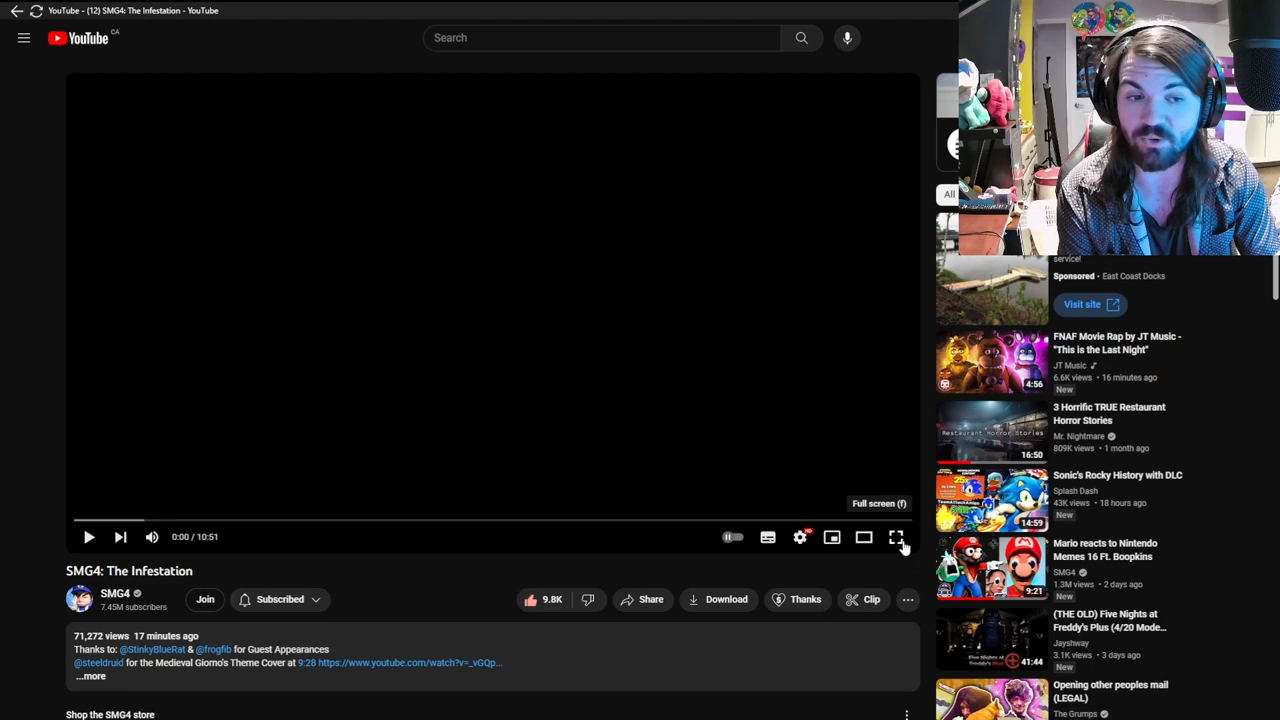 YouTube - (12) SMG4: The Infestation - YouTube
YouTube CA
Search
Full screen (f)
0:00 / 10:51
SMG4: The Infestation
SMG4
7.45M subscribers
Join
Subscribed
9.8K
Share
Download
Thanks
Clip
71,272 views 17 minutes ago
Thanks to: @StinkyBlueRat & @frogfib for Guest Appearances
@steeldruid for the Medieval Giorno's Theme Cover at 9:28 https://www.youtube.com/watch?v=_vGQp...
...more
Shop the SMG4 store
All
service!
Sponsored • East Coast Docks
Visit site
4:56
FNAF Movie Rap by JT Music -
"This is the Last Night"
JT Music
6.6K views • 16 minutes ago
New
Restaurant Horror Stories
16:50
3 Horrific TRUE Restaurant
Horror Stories
Mr. Nightmare
809K views • 1 month ago
14:59
Sonic's Rocky History with DLC
Splash Dash
43K views • 18 hours ago
New
9:21
Mario reacts to Nintendo
Memes 16 Ft. Boopkins
SMG4
1.3M views • 2 days ago
New
Five Nights at
41:44
(THE OLD) Five Nights at
Freddy's Plus (4/20 Mode...
Jayshway
3.1K views • 3 days ago
New
Opening other peoples mail
(LEGAL)
The Grumps